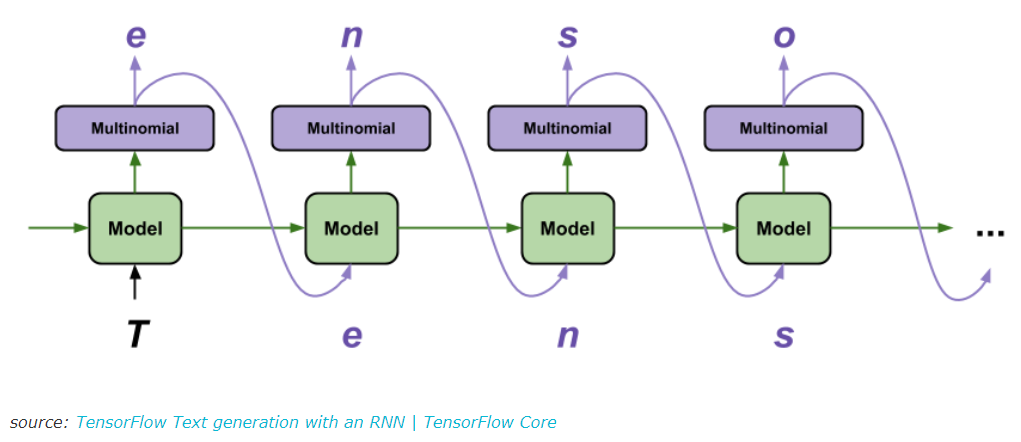 e n s o
Multinomial Multinomial Multinomial Multinomial
Model Model Model Model ...
T e n s
source: TensorFlow Text generation with an RNN | TensorFlow Core